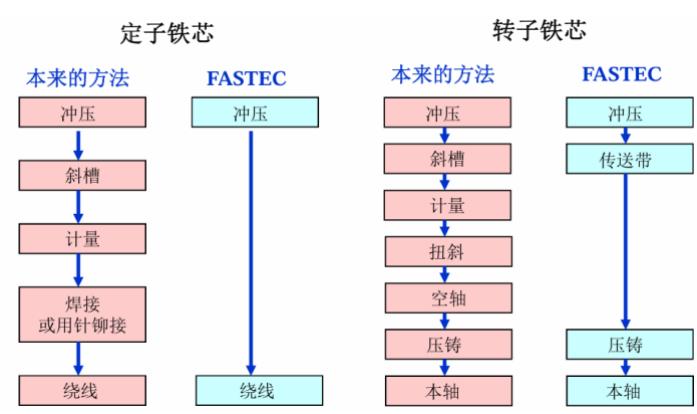 定子铁芯
本来的方法
冲压
斜槽
计量
焊接
或用针铆接
绕线
FASTEC
冲压
绕线
转子铁芯
本来的方法
冲压
斜槽
计量
扭斜
空轴
压铸
本轴
FASTEC
冲压
传送带
压铸
本轴